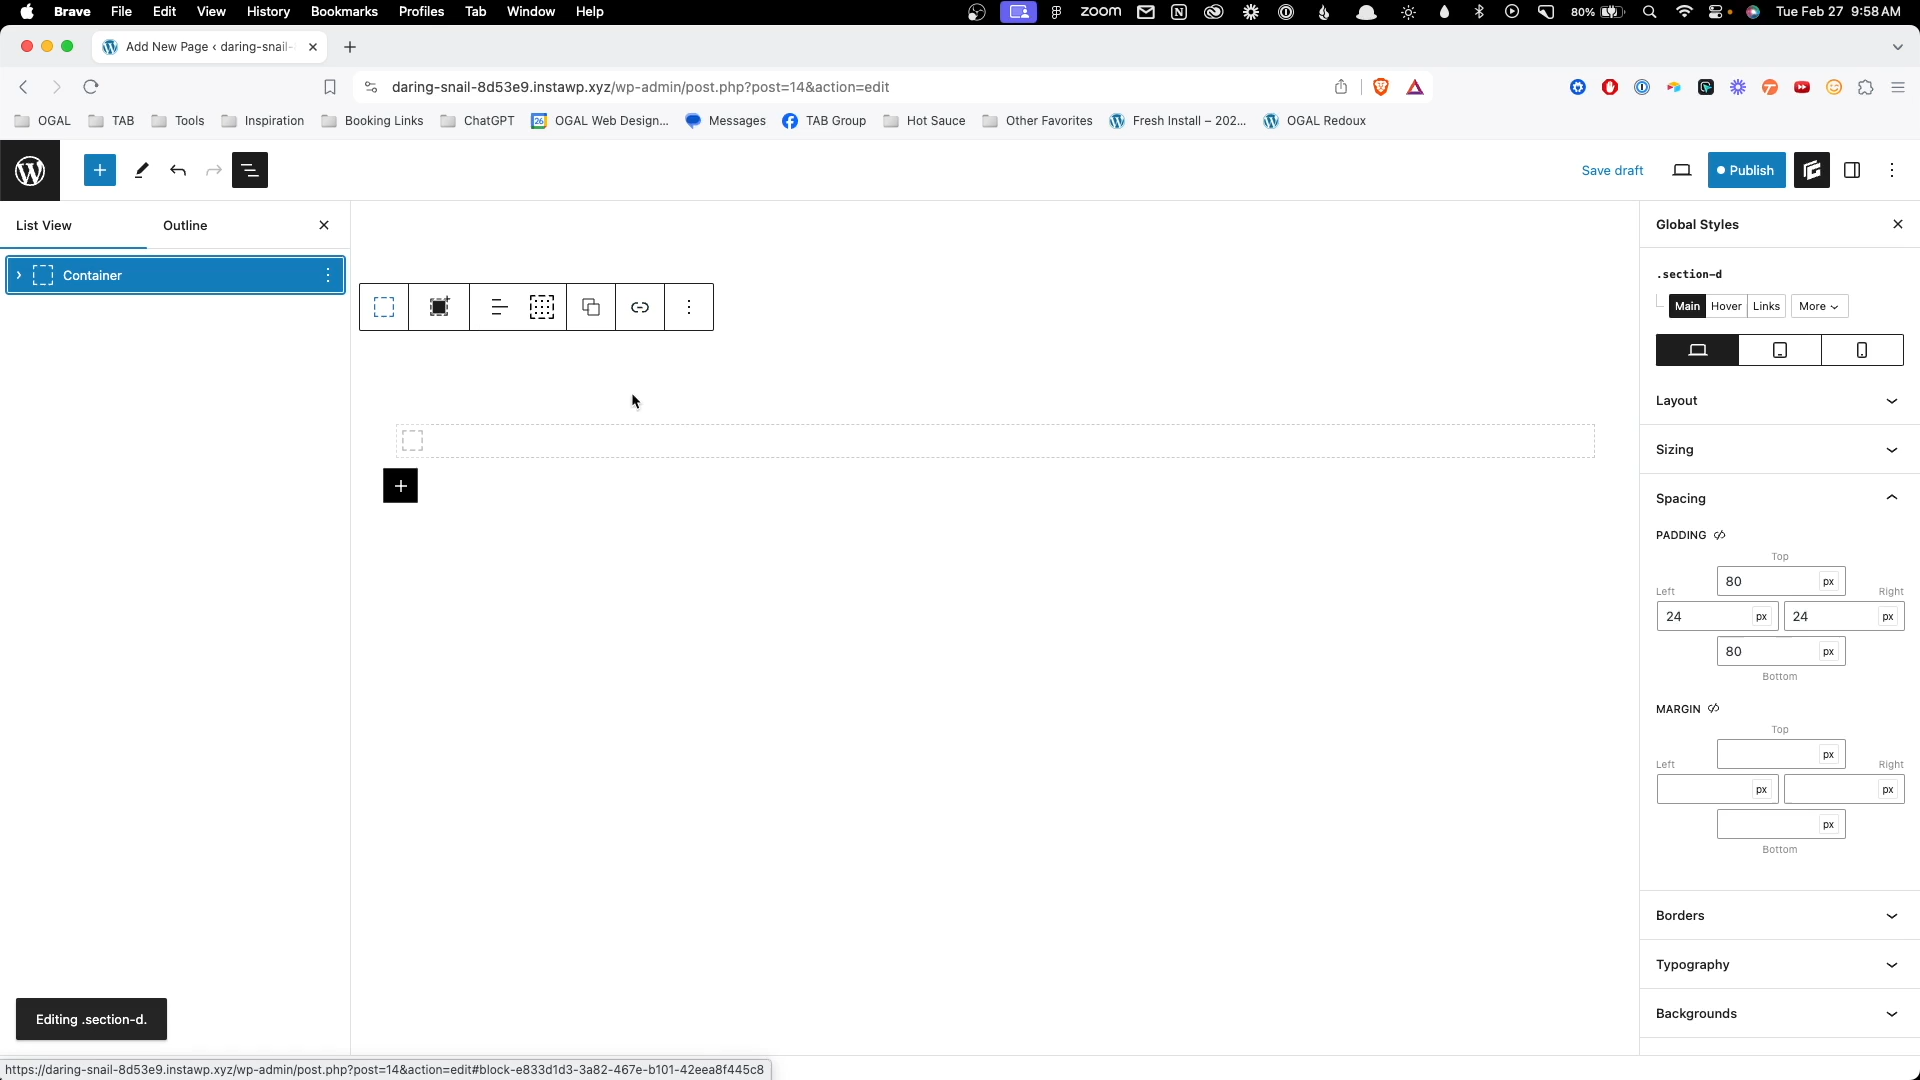 Brave File Edit View History Bookmarks Profiles Tab Window Help zoom 80% Tue Feb 27 9:58 AM
Add New Page ‹ daring-snail-
daring-snail-8d53e9.instawp.xyz/wp-admin/post.php?post=14&action=edit
OGAL TAB Tools Inspiration Booking Links ChatGPT 26 OGAL Web Design... Messages TAB Group Hot Sauce Other Favorites Fresh Install – 202... OGAL Redoux
Save draft Publish
List View Outline
Global Styles
Container
.section-d
Main Hover Links More
Layout
Sizing
Spacing
PADDING
Top
80 px
Left Right
24 px 24 px
80 px
Bottom
MARGIN
Top
px
Left Right
px px
px
Bottom
Borders
Typography
Backgrounds
Editing .section-d.
https://daring-snail-8d53e9.instawp.xyz/wp-admin/post.php?post=14&action=edit#block-e833d1d3-3a82-467e-b101-42eea8f445c8